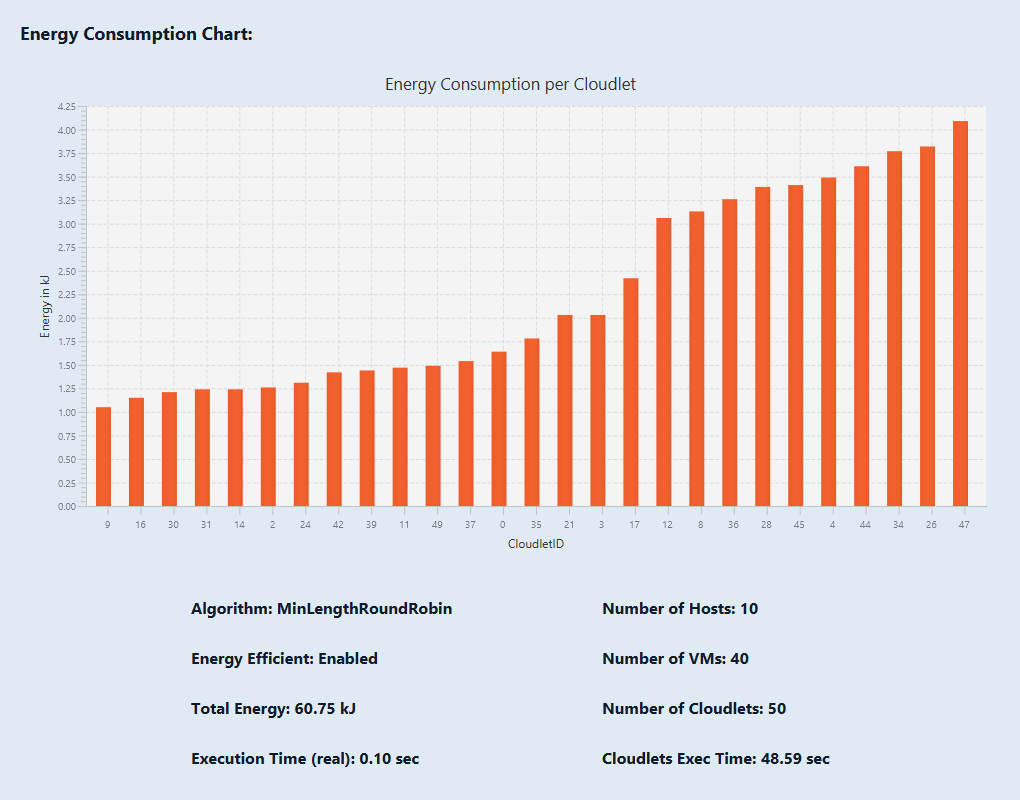 Energy Consumption Chart:
Energy Consumption per Cloudlet
4.25
4.00
3.75
3.50
3.25
3.00
2.75
2.50
2.25
2.00
1.75
1.50
1.25
1.00
0.75
0.50
0.25
0.00
Energy in kJ
9 16 30 31 14 2 24 42 39 11 49 37 0 35 21 3 17 12 8 36 28 45 4 44 34 26 47
CloudletID
Algorithm: MinLengthRoundRobin Number of Hosts: 10
Energy Efficient: Enabled Number of VMs: 40
Total Energy: 60.75 kJ Number of Cloudlets: 50
Execution Time (real): 0.10 sec Cloudlets Exec Time: 48.59 sec